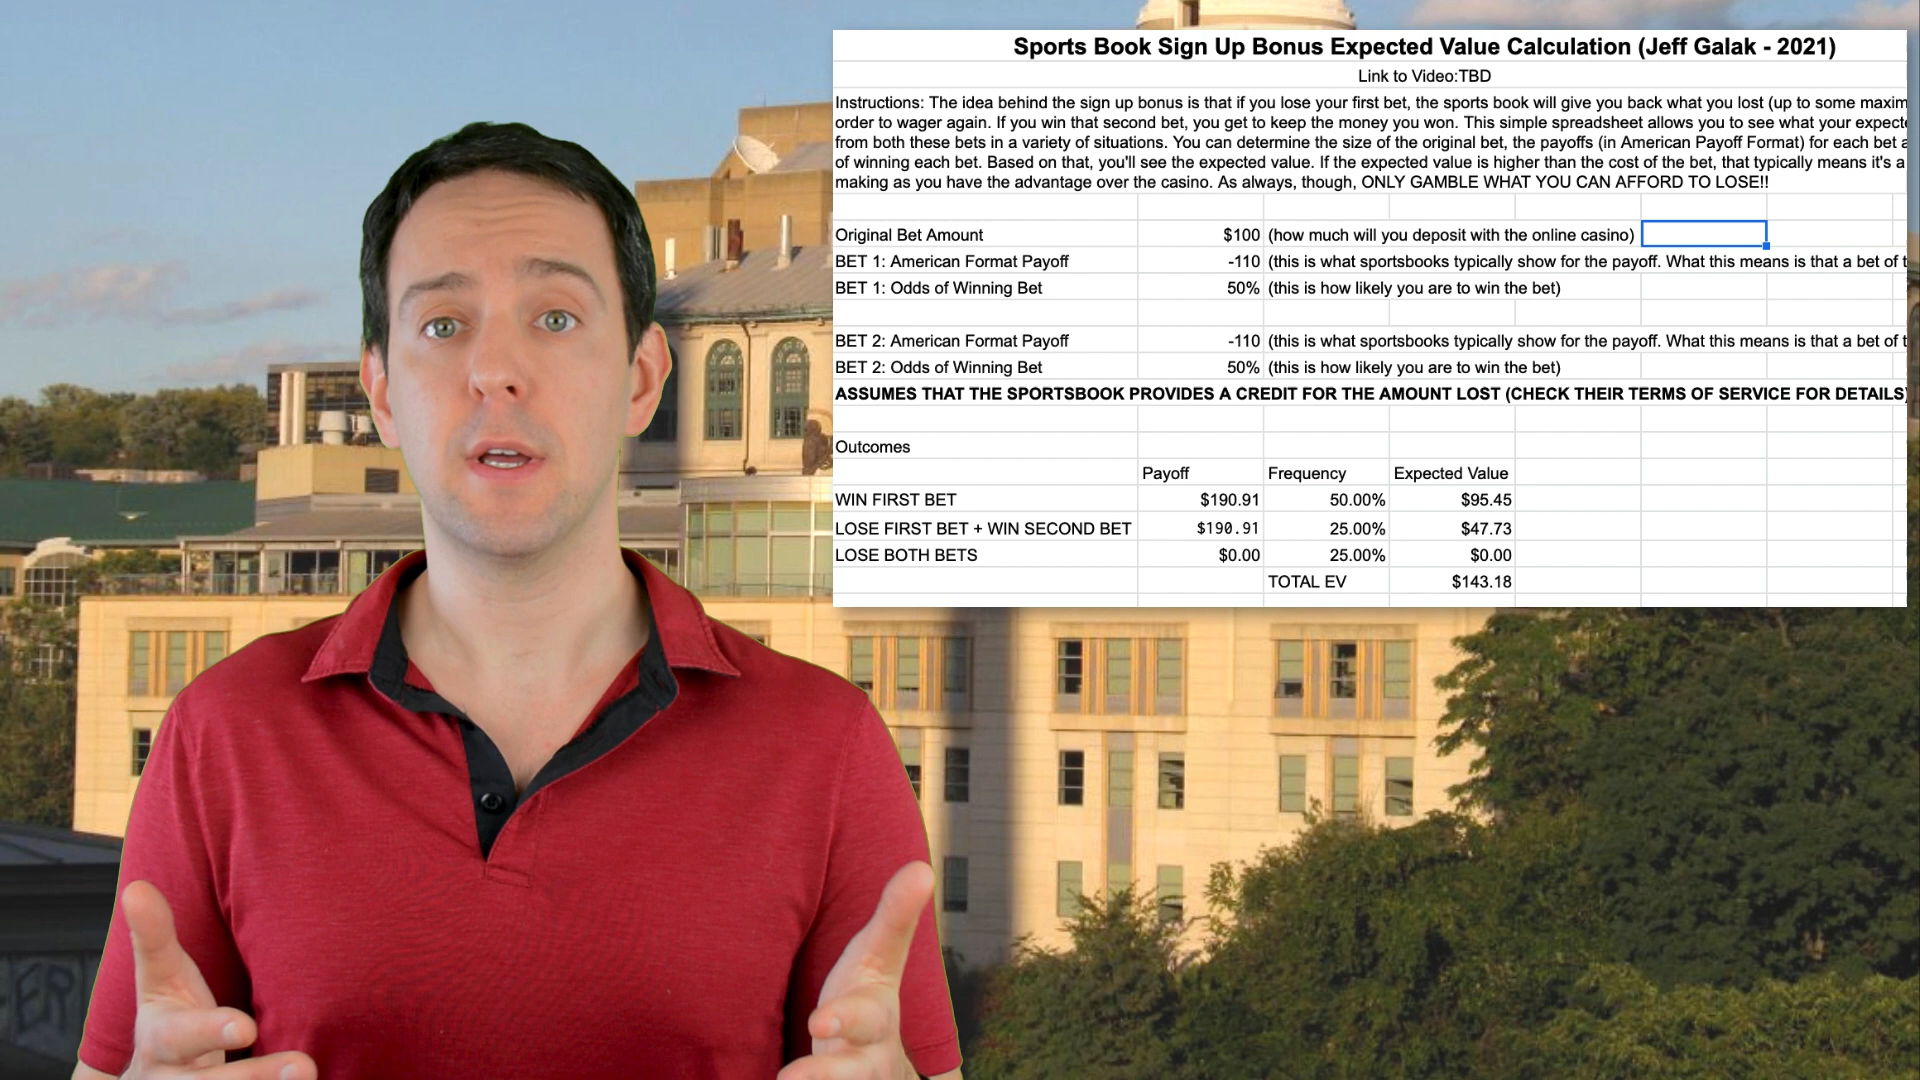 Sports Book Sign Up Bonus Expected Value Calculation (Jeff Galak - 2021)
Link to Video:TBD
Instructions: The idea behind the sign up bonus is that if you lose your first bet, the sports book will give you back what you lost (up to some maxim
order to wager again. If you win that second bet, you get to keep the money you won. This simple spreadsheet allows you to see what your expecte
from both these bets in a variety of situations. You can determine the size of the original bet, the payoffs (in American Payoff Format) for each bet a
of winning each bet. Based on that, you'll see the expected value. If the expected value is higher than the cost of the bet, that typically means it's a
making as you have the advantage over the casino. As always, though, ONLY GAMBLE WHAT YOU CAN AFFORD TO LOSE!!
Original Bet Amount $100 (how much will you deposit with the online casino)
BET 1: American Format Payoff -110 (this is what sportsbooks typically show for the payoff. What this means is that a bet of t
BET 1: Odds of Winning Bet 50% (this is how likely you are to win the bet)
BET 2: American Format Payoff -110 (this is what sportsbooks typically show for the payoff. What this means is that a bet of t
BET 2: Odds of Winning Bet 50% (this is how likely you are to win the bet)
ASSUMES THAT THE SPORTSBOOK PROVIDES A CREDIT FOR THE AMOUNT LOST (CHECK THEIR TERMS OF SERVICE FOR DETAILS)
Outcomes
Payoff Frequency Expected Value
WIN FIRST BET $190.91 50.00% $95.45
LOSE FIRST BET + WIN SECOND BET $190.91 25.00% $47.73
LOSE BOTH BETS $0.00 25.00% $0.00
TOTAL EV $143.18